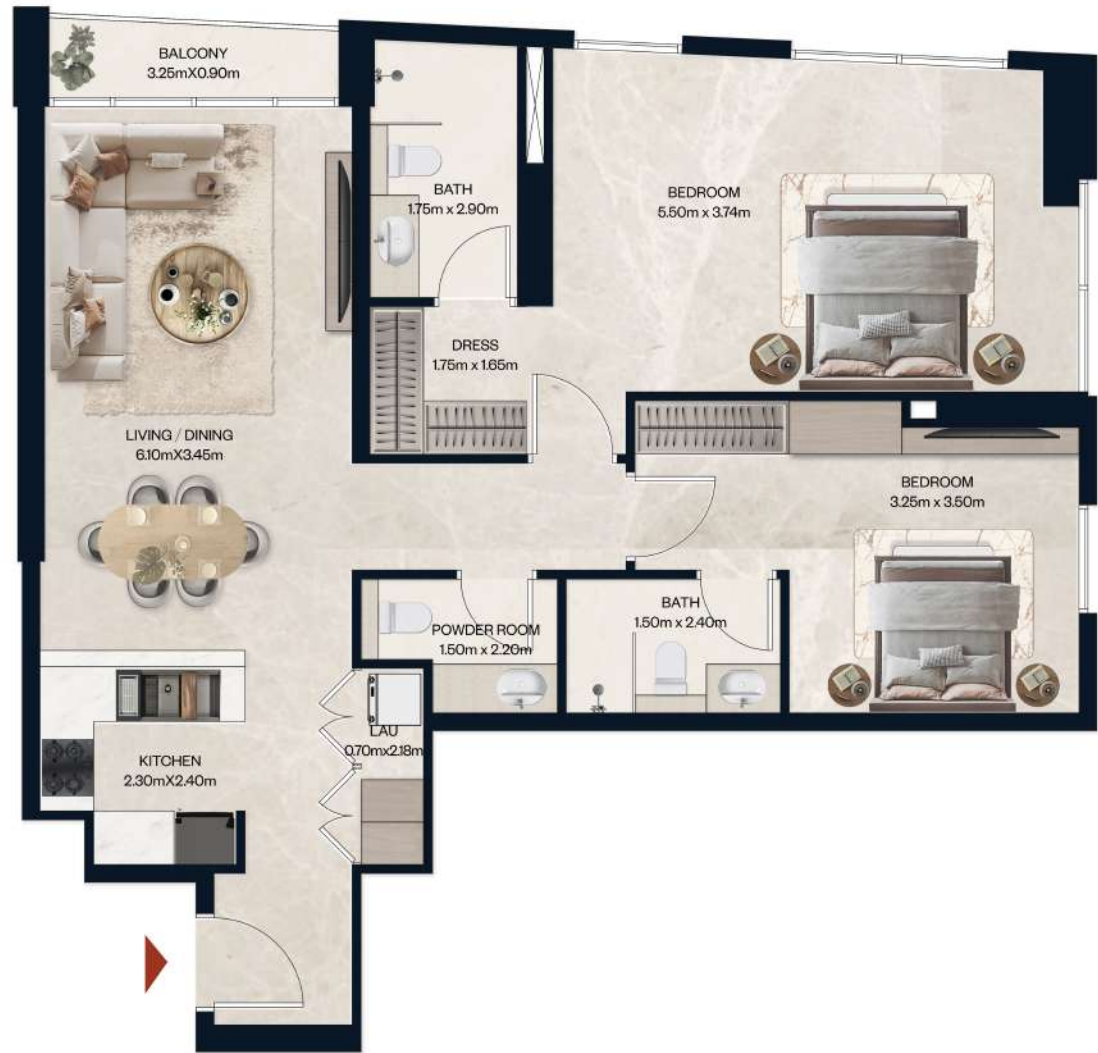 BALCONY
3.25mX0.90m
BATH
1.75m x 2.90m
BEDROOM
5.50m x 3.74m
DRESS
1.75m x 1.65m
LIVING / DINING
6.10mX3.45m
BEDROOM
3.25m x 3.50m
POWDER ROOM
1.50m x 2.20m
BATH
1.50m x 2.40m
LAU
0.70mx2.18m
KITCHEN
2.30mX2.40m